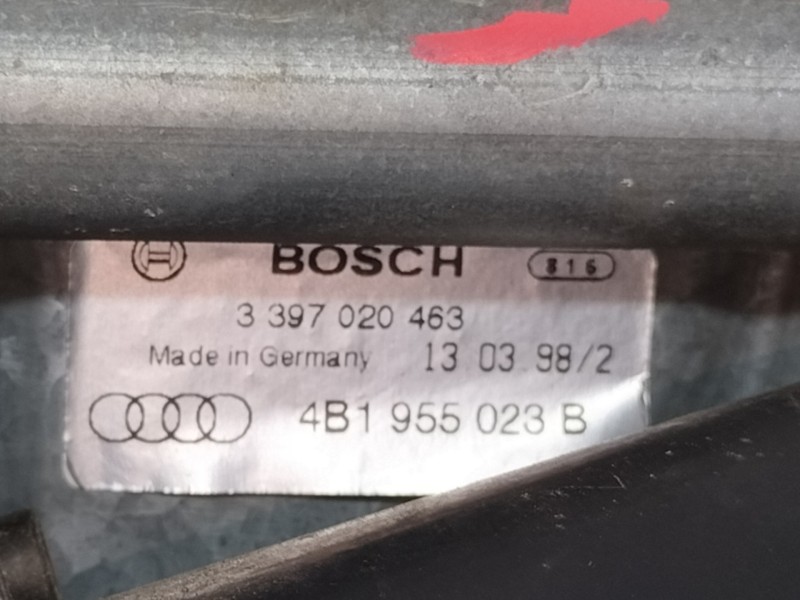 BOSCH 816
3 397 020 463
Made in Germany 13 03 98/2
4B1 955 023 B